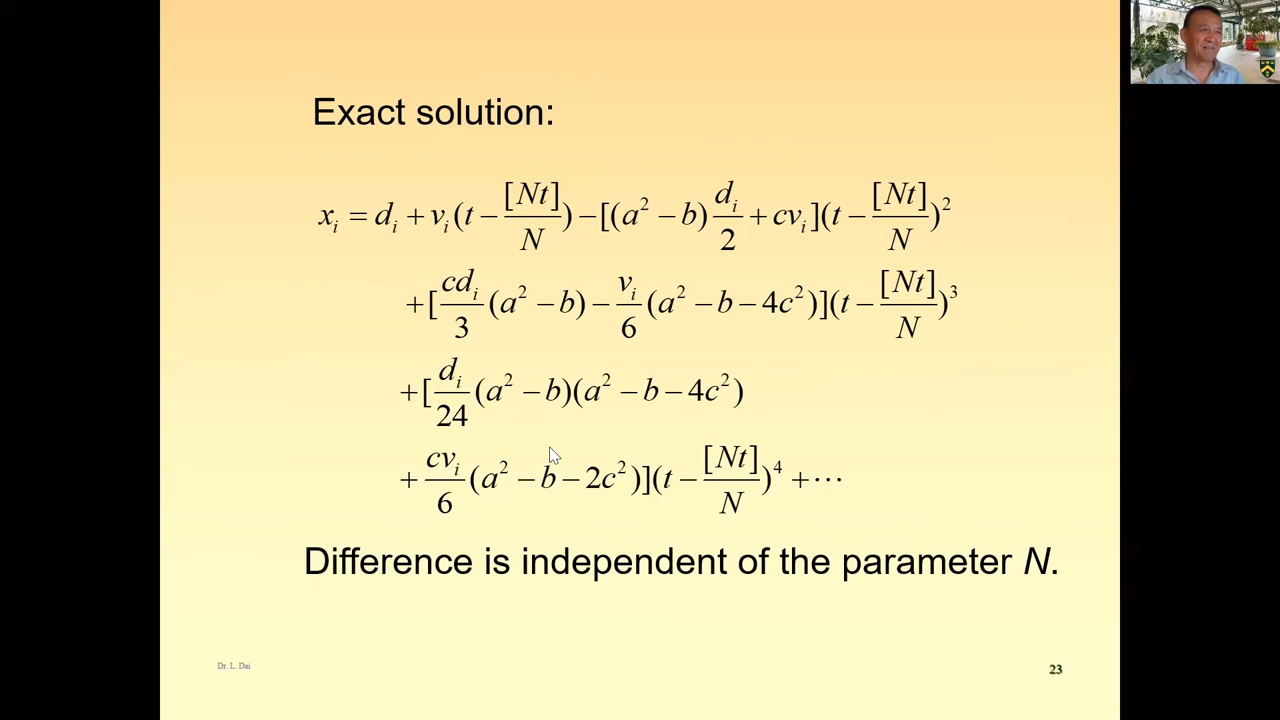 Exact solution:
x_i = d_i + v_i(t − [Nt]/N) − [(a² − b) d_i/2 + cv_i](t − [Nt]/N)²
+[cd_i/3 (a² − b) − v_i/6 (a² − b − 4c²)](t − [Nt]/N)³
+[d_i/24 (a² − b)(a² − b − 4c²)
+ cv_i/6 (a² − b − 2c²)](t − [Nt]/N)⁴ + ⋯
Difference is independent of the parameter N.
Dr. L. Dai
23